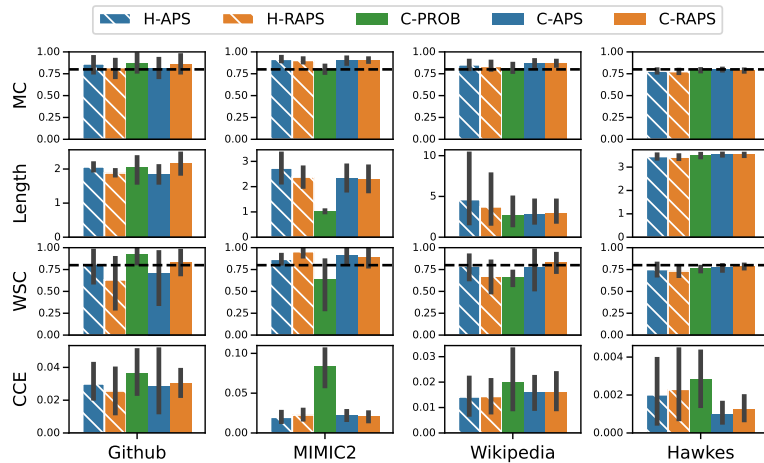 H-APS H-RAPS C-PROB C-APS C-RAPS
MC
1.00 0.75 0.50 0.25 0.00
1.00 0.75 0.50 0.25 0.00
1.00 0.75 0.50 0.25 0.00
1.00 0.75 0.50 0.25 0.00
Length
2 1 0
3 2 1 0
10 5 0
3 2 1 0
WSC
1.00 0.75 0.50 0.25 0.00
1.00 0.75 0.50 0.25 0.00
1.00 0.75 0.50 0.25 0.00
1.00 0.75 0.50 0.25 0.00
CCE
0.04 0.02 0.00
0.10 0.05 0.00
0.03 0.02 0.01 0.00
0.004 0.002 0.000
Github MIMIC2 Wikipedia Hawkes